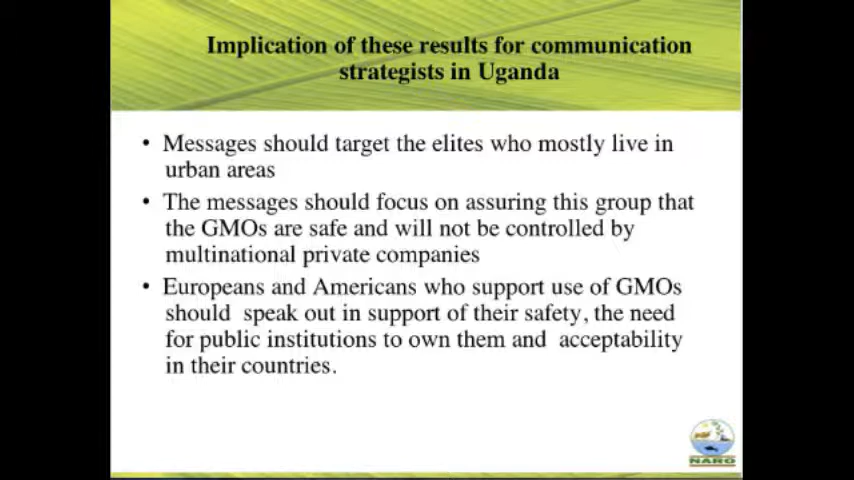 Implication of these results for communication
strategists in Uganda
• Messages should target the elites who mostly live in
urban areas
• The messages should focus on assuring this group that
the GMOs are safe and will not be controlled by
multinational private companies
• Europeans and Americans who support use of GMOs
should speak out in support of their safety, the need
for public institutions to own them and acceptability
in their countries.
NARO